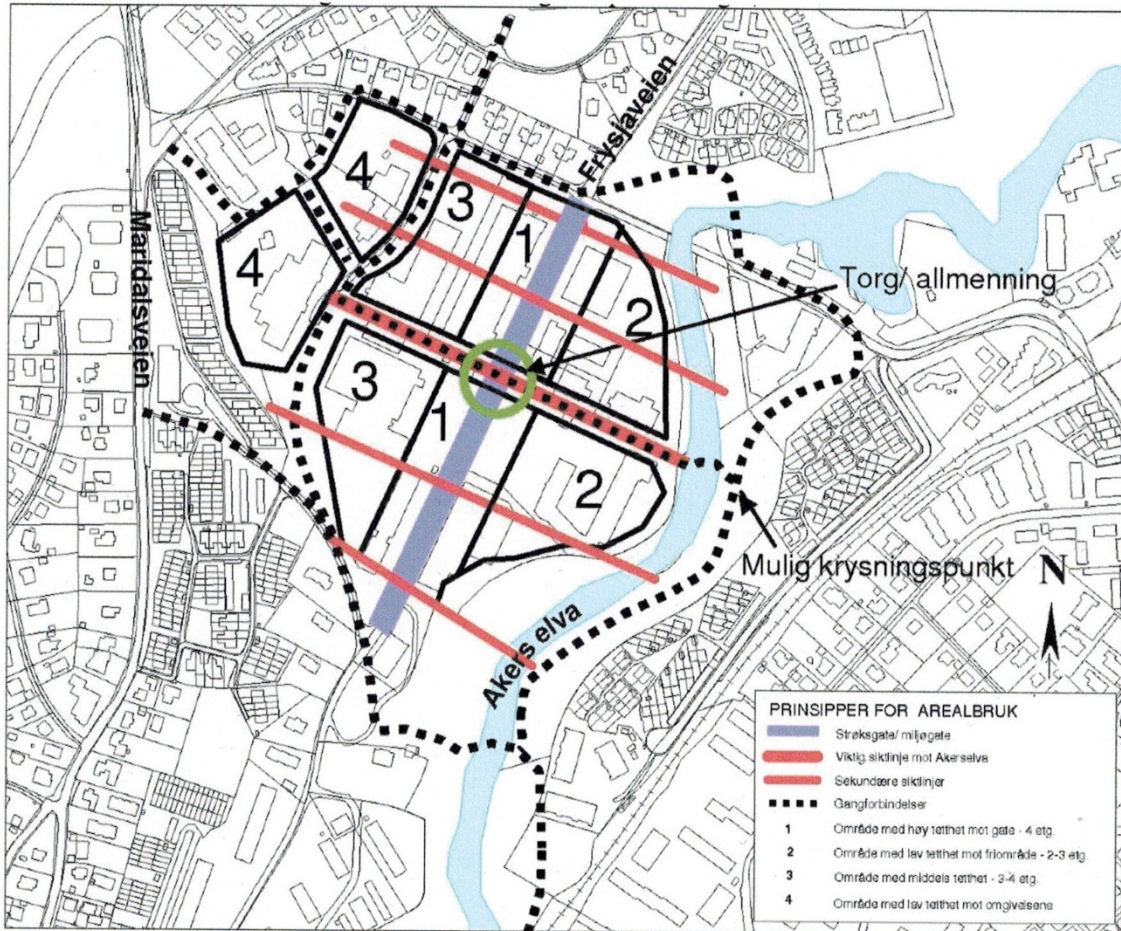 Frysjaveien
4
3
1
Maridalsveien
4
Torg/ allmenning
2
3
1
2
Mulig krysningspunkt
N
Akers elva
PRINSIPPER FOR AREALBRUK
Strøksgate/ miljøgate
Viktig siktlinje mot Akerselva
Sekundære siktlinjer
Gangforbindelser
1 Område med høy tetthet mot gate - 4 etg.
2 Område med lav tetthet mot friområde - 2-3 etg.
3 Område med middels tetthet - 3-4 etg.
4 Område med lav tetthet mot omgivelsene